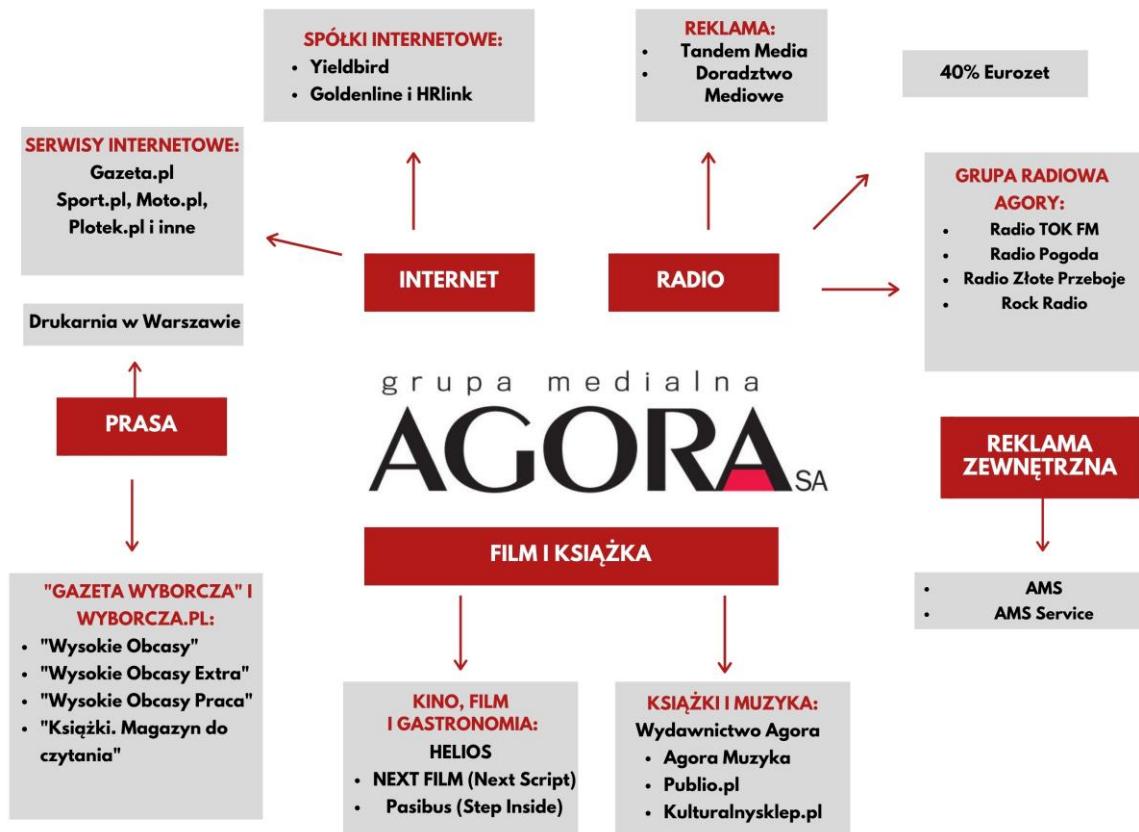 SPÓŁKI INTERNETOWE:
• Yieldbird
• Goldenline i HRlink
REKLAMA:
• Tandem Media
• Doradztwo
Mediowe
40% Eurozet
SERWISY INTERNETOWE:
Gazeta.pl
Sport.pl, Moto.pl,
Plotek.pl i inne
GRUPA RADIOWA
AGORY:
• Radio TOK FM
• Radio Pogoda
• Radio Złote Przeboje
• Rock Radio
INTERNET
RADIO
Drukarnia w Warszawie
PRASA
grupa medialna
AGORA SA
REKLAMA
ZEWNĘTRZNA
FILM I KSIĄŻKA
"GAZETA WYBORCZA" I
WYBORCZA.PL:
• "Wysokie Obcasy"
• "Wysokie Obcasy Extra"
• "Wysokie Obcasy Praca"
• "Książki. Magazyn do
czytania"
• AMS
• AMS Service
KINO, FILM
I GASTRONOMIA:
HELIOS
• NEXT FILM (Next Script)
• Pasibus (Step Inside)
KSIĄŻKI I MUZYKA:
Wydawnictwo Agora
• Agora Muzyka
• Publio.pl
• Kulturalnysklep.pl